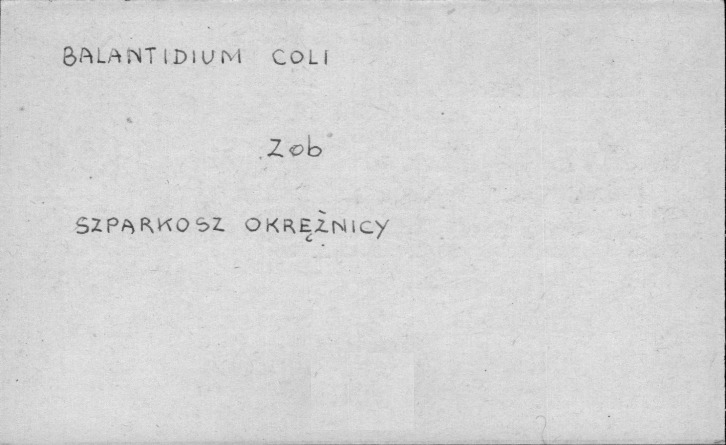 BALANTIDIUM COLI
Zob
SZPARKOSZ OKRĘŻNICY